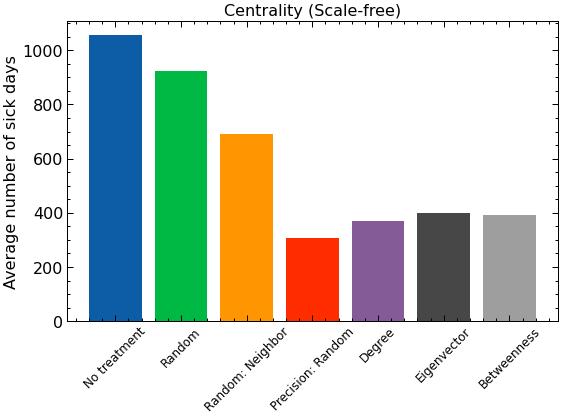 Centrality (Scale-free)
Average number of sick days
1000
800
600
400
200
0
No treatment
Random
Random: Neighbor
Precision: Random
Degree
Eigenvector
Betweenness